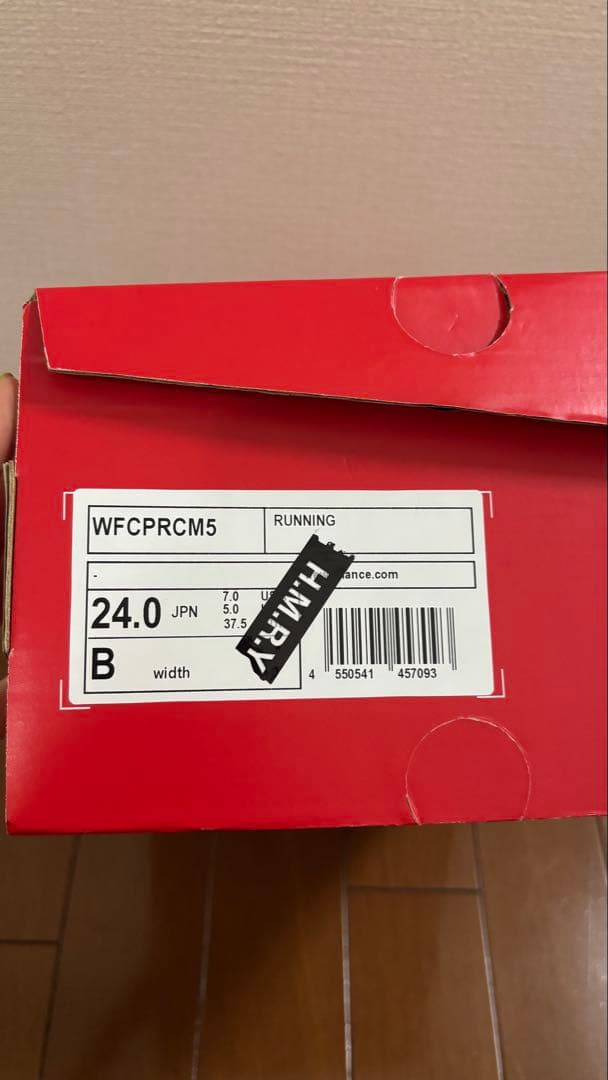 WFCPRCM5
RUNNING
-
ance.com
24.0 JPN
7.0
5.0
37.5
B width
H.M.R.Y
4 550541 457093